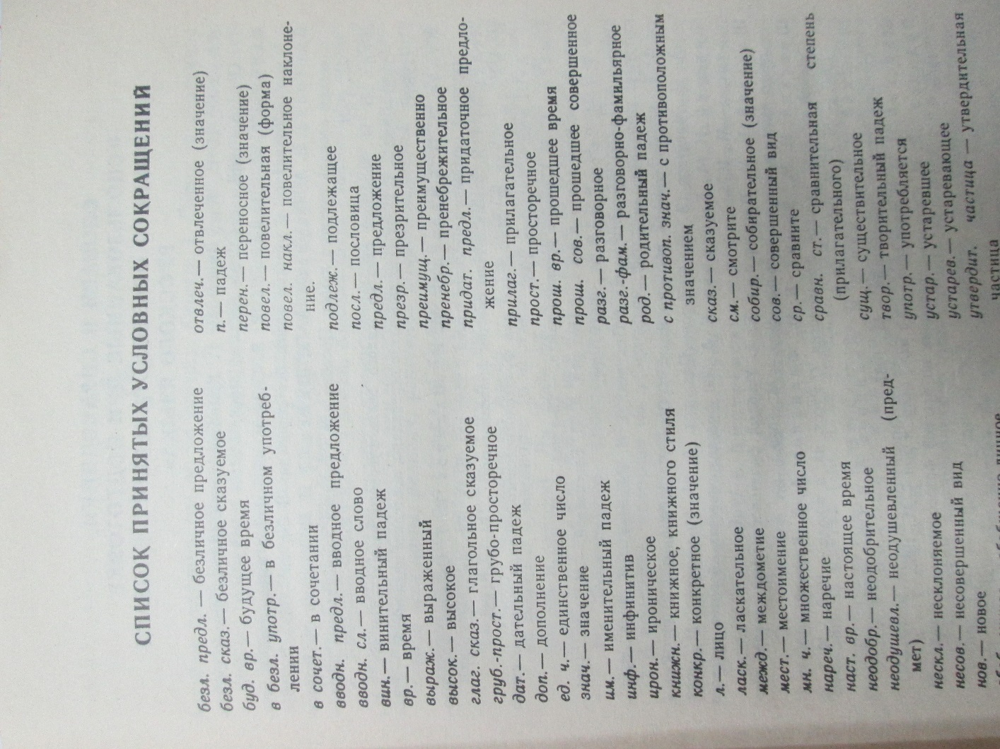 СПИСОК ПРИНЯТЫХ УСЛОВНЫХ СОКРАЩЕНИЙ
безл. предл. — безличное предложение
безл. сказ. — безличное сказуемое
буд. вр. — будущее время
в безл. употр. — в безличном употреб-
лении
в сочет. — в сочетании
вводн. предл. — вводное предложение
вводн. сл. — вводное слово
вин. — винительный падеж
вр. — время
выраж. — выраженный
высок. — высокое
глаг. сказ. — глагольное сказуемое
груб.-прост. — грубо-просторечное
дат. — дательный падеж
доп. — дополнение
ед. ч. — единственное число
знач. — значение
им. — именительный падеж
инф. — инфинитив
ирон. — ироническое
книжн. — книжное, книжного стиля
конкр. — конкретное (значение)
л. — лицо
ласк. — ласкательное
межд. — междометие
мест. — местоимение
мн. ч. — множественное число
нареч. — наречие
наст. вр. — настоящее время
неодобр. — неодобрительное
неодушевл. — неодушевленный (пред-
мет)
нескл. — несклоняемое
несов. — несовершенный вид
нов. — новое
отвлеч. — отвлеченное (значение)
п. — падеж
перен. — переносное (значение)
повел. — повелительная (форма)
повел. накл. — повелительное наклоне-
ние.
подлеж. — подлежащее
посл. — пословица
предл. — предложение
презр. — презрительное
преимущ. — преимущественно
пренебр. — пренебрежительное
придат. предл. — придаточное предло-
жение
прилаг. — прилагательное
прост. — просторечное
прош. вр. — прошедшее время
прош. сов. — прошедшее совершенное
разг. — разговорное
разг.-фам. — разговорно-фамильярное
род. — родительный падеж
с противоп. знач. — с противоположным
значением
сказ. — сказуемое
см. — смотрите
собир. — собирательное (значение)
сов. — совершенный вид
ср. — сравните
сравн. ст. — сравнительная степень
(прилагательного)
сущ. — существительное
твор. — творительный падеж
употр. — употребляется
устар. — устаревшее
устарев. — устаревающее
утвердит. частица — утвердительная
частица